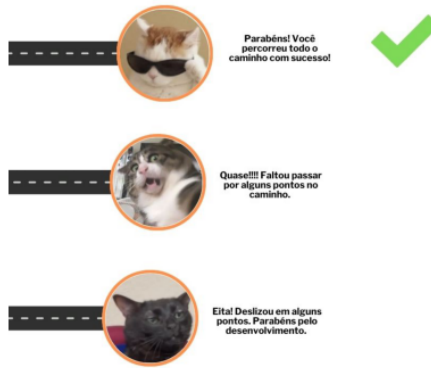 Parabéns! Você
percorreu todo o
caminho com sucesso!
Quase!!!! Faltou passar
por alguns pontos no
caminho.
Eita! Deslizou em alguns
pontos. Parabéns pelo
desenvolvimento.